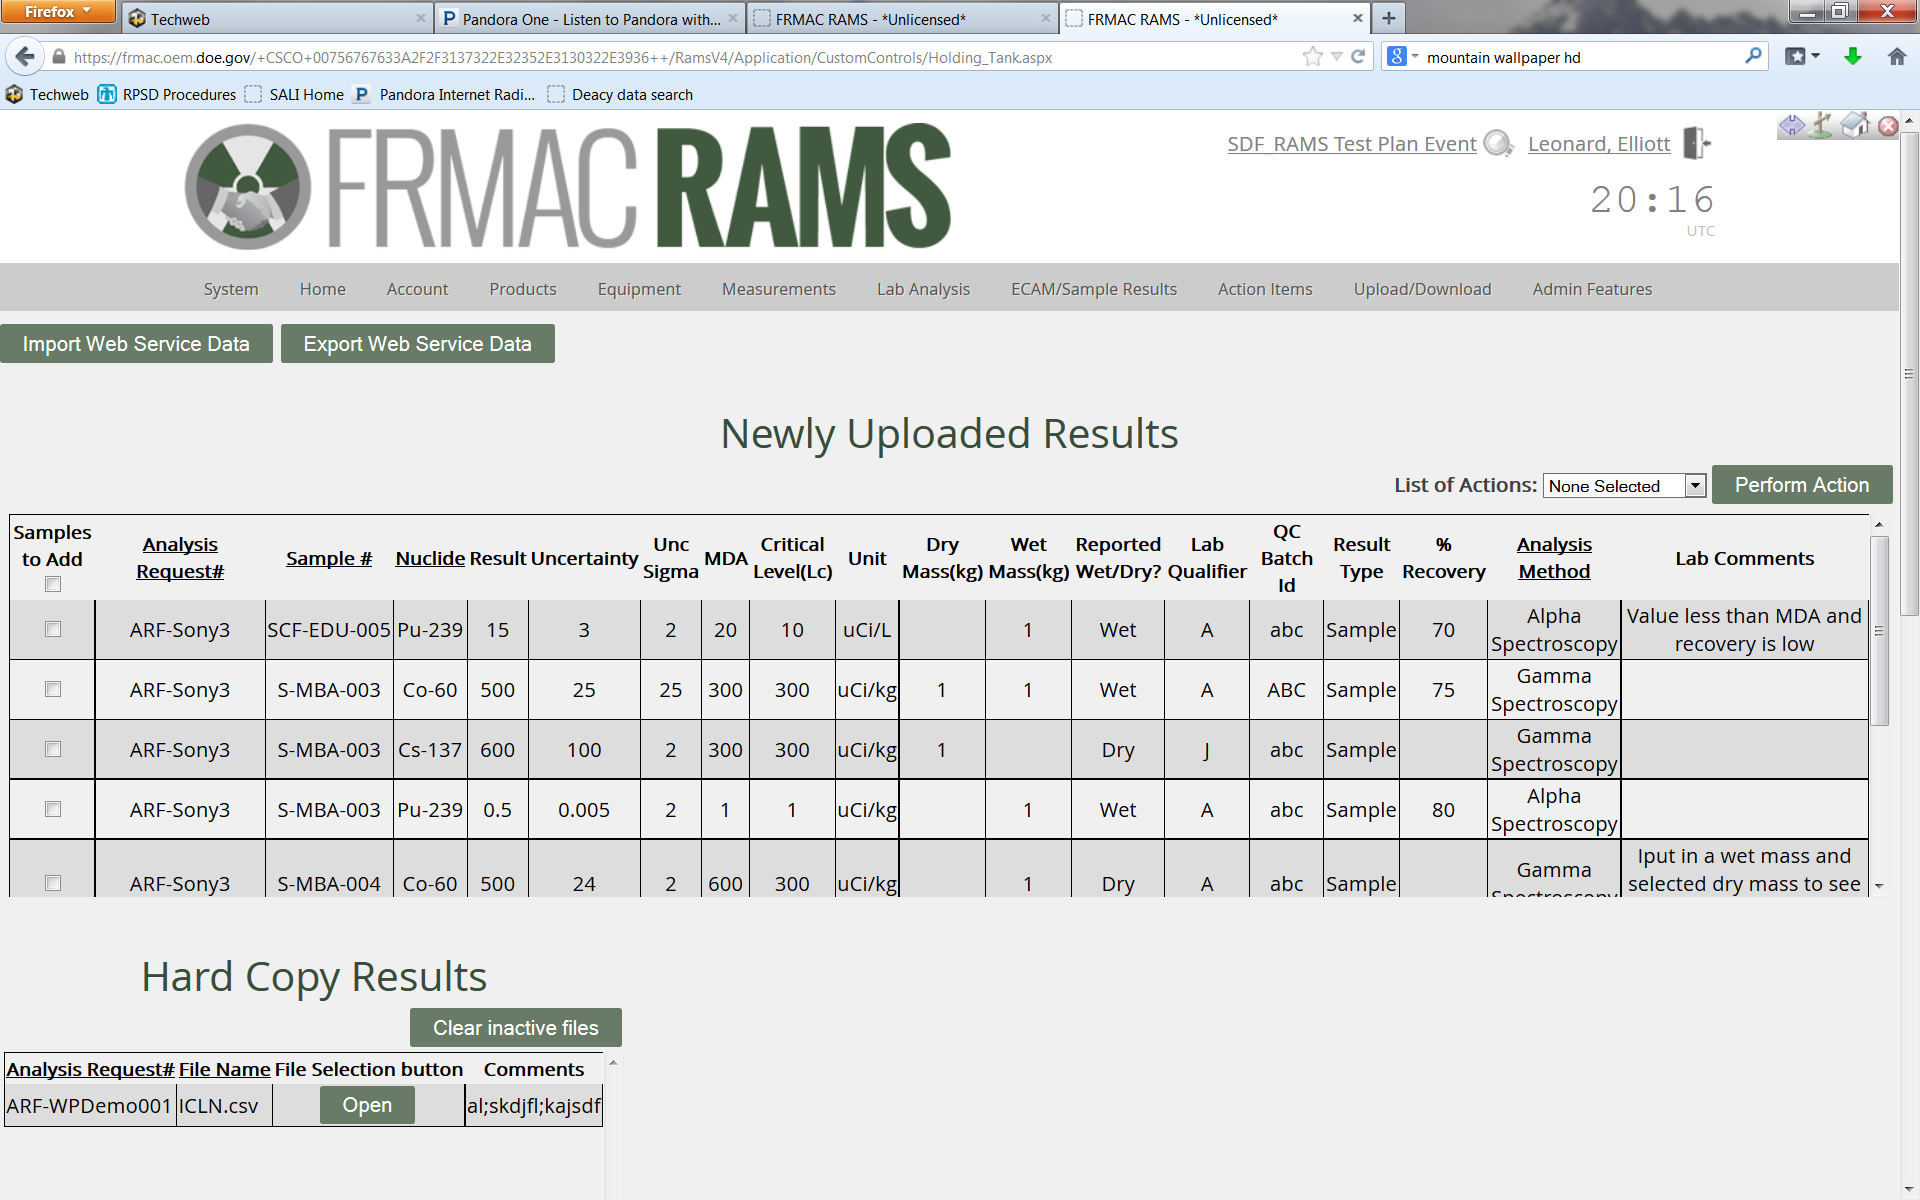 Firefox
Techweb
Pandora One - Listen to Pandora with...
FRMAC RAMS - *Unlicensed*
FRMAC RAMS - *Unlicensed*
https://frmac.oem.doe.gov/+CSCO+00756767633A2F2F3137322E32352E3130322E3936++/RamsV4/Application/CustomControls/Holding_Tank.aspx
mountain wallpaper hd
Techweb RPSD Procedures SALI Home Pandora Internet Radi... Deacy data search
FRMAC RAMS
SDF_RAMS Test Plan Event Leonard, Elliott
20:16
UTC
System Home Account Products Equipment Measurements Lab Analysis ECAM/Sample Results Action Items Upload/Download Admin Features
Import Web Service Data Export Web Service Data
Newly Uploaded Results
List of Actions: None Selected Perform Action
Samples to Add Analysis Request# Sample # Nuclide Result Uncertainty Unc Sigma MDA Critical Level(Lc) Unit Dry Mass(kg) Wet Mass(kg) Reported Wet/Dry? Lab Qualifier QC Batch Id Result Type % Recovery Analysis Method Lab Comments
ARF-Sony3 SCF-EDU-005 Pu-239 15 3 2 20 10 uCi/L 1 Wet A abc Sample 70 Alpha Spectroscopy Value less than MDA and recovery is low
ARF-Sony3 S-MBA-003 Co-60 500 25 25 300 300 uCi/kg 1 1 Wet A ABC Sample 75 Gamma Spectroscopy
ARF-Sony3 S-MBA-003 Cs-137 600 100 2 300 300 uCi/kg 1 Dry J abc Sample Gamma Spectroscopy
ARF-Sony3 S-MBA-003 Pu-239 0.5 0.005 2 1 1 uCi/kg 1 Wet A abc Sample 80 Alpha Spectroscopy
ARF-Sony3 S-MBA-004 Co-60 500 24 2 600 300 uCi/kg 1 Dry A abc Sample Gamma Spectroscopy Iput in a wet mass and selected dry mass to see
Hard Copy Results
Clear inactive files
Analysis Request# File Name File Selection button Comments
ARF-WPDemo001 ICLN.csv Open al;skdjfl;kajsdf